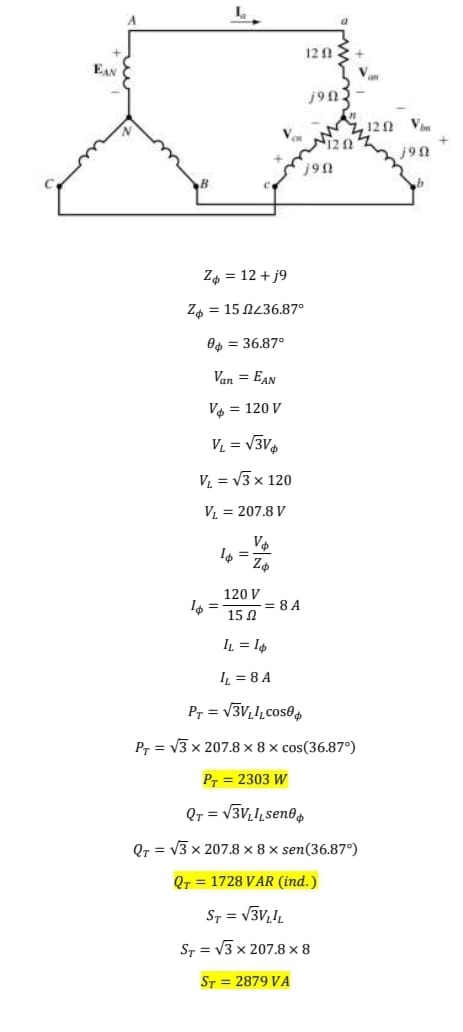 A
I_a
a
12 Ω
+
+
E_AN
V_an
−
j9 Ω
−
n
−
N
−
12 Ω
V_bn
V_cn
12 Ω
+
j9 Ω
+
j9 Ω
C
B
c
b
Z_ϕ = 12 + j9
Z_ϕ = 15 Ω∠36.87°
θ_ϕ = 36.87°
V_an = E_AN
V_ϕ = 120 V
V_L = √3V_ϕ
V_L = √3 × 120
V_L = 207.8 V
I_ϕ = V_ϕ / Z_ϕ
I_ϕ = 120 V / 15 Ω = 8 A
I_L = I_ϕ
I_L = 8 A
P_T = √3V_L I_L cosθ_ϕ
P_T = √3 × 207.8 × 8 × cos(36.87°)
P_T = 2303 W
Q_T = √3V_L I_L senθ_ϕ
Q_T = √3 × 207.8 × 8 × sen(36.87°)
Q_T = 1728 VAR (ind.)
S_T = √3V_L I_L
S_T = √3 × 207.8 × 8
S_T = 2879 VA